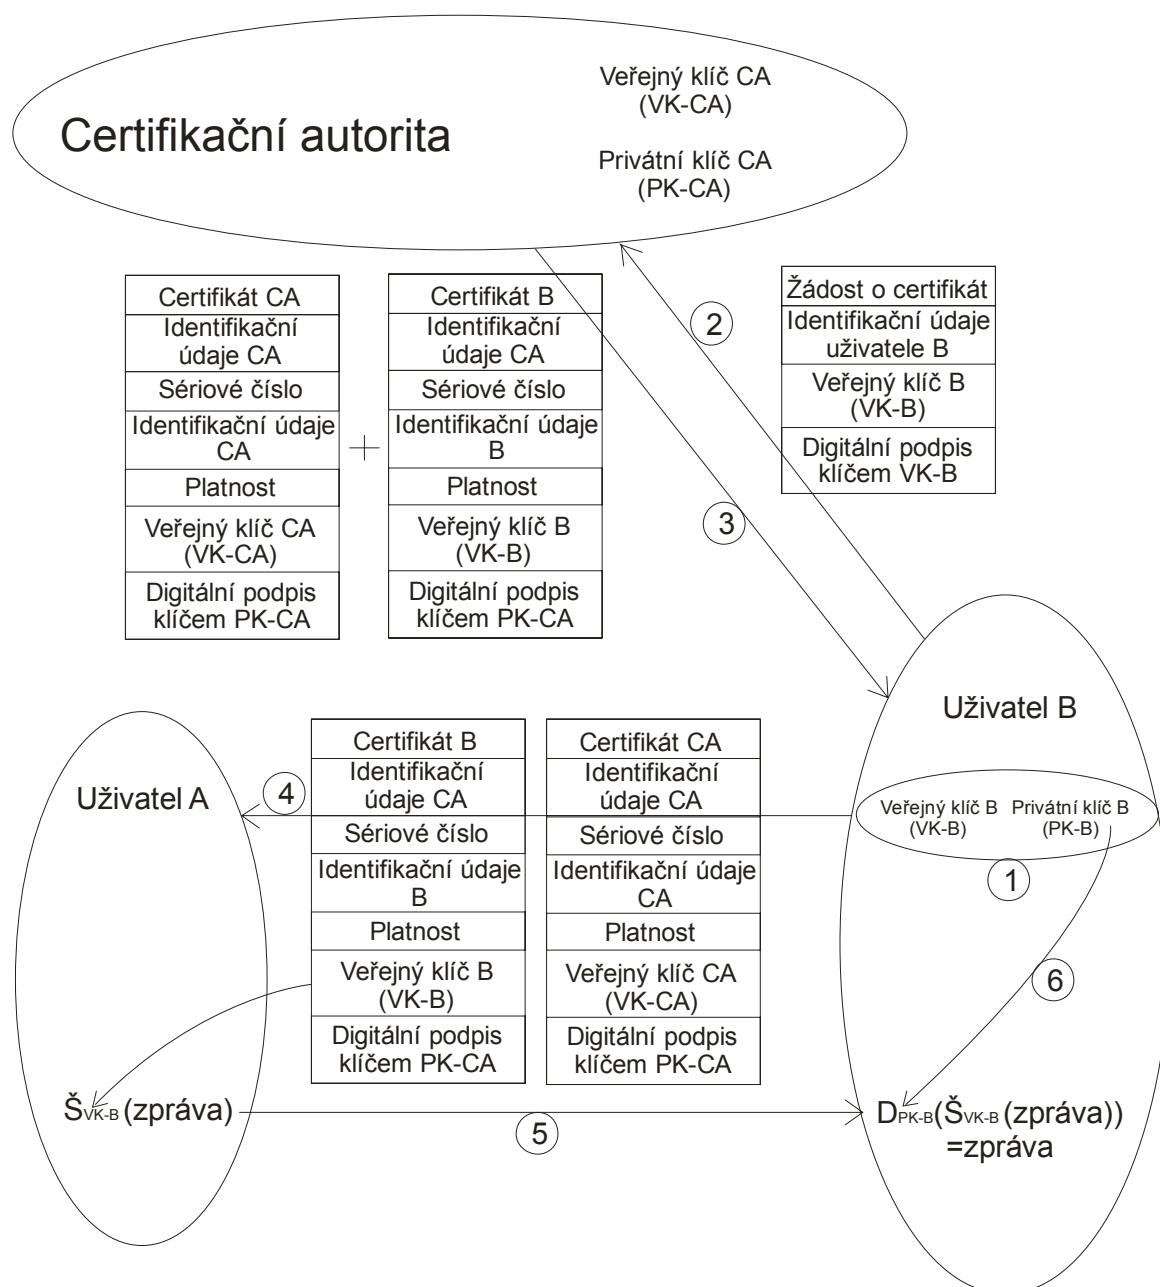 Veřejný klíč CA
(VK-CA)
Certifikační autorita
Privátní klíč CA
(PK-CA)
Certifikát CA
Identifikační
údaje CA
Sériové číslo
Identifikační údaje
CA
Platnost
Veřejný klíč CA
(VK-CA)
Digitální podpis
klíčem PK-CA
+
Certifikát B
Identifikační
údaje CA
Sériové číslo
Identifikační údaje
B
Platnost
Veřejný klíč B
(VK-B)
Digitální podpis
klíčem PK-CA
2
Žádost o certifikát
Identifikační údaje
uživatele B
Veřejný klíč B
(VK-B)
Digitální podpis
klíčem VK-B
3
Uživatel A
4
Certifikát B
Identifikační
údaje CA
Sériové číslo
Identifikační údaje
B
Platnost
Veřejný klíč B
(VK-B)
Digitální podpis
klíčem PK-CA
Certifikát CA
Identifikační
údaje CA
Sériové číslo
Identifikační údaje
CA
Platnost
Veřejný klíč CA
(VK-CA)
Digitální podpis
klíčem PK-CA
Uživatel B
Veřejný klíč B
(VK-B)
Privátní klíč B
(PK-B)
1
6
ŠVK-B (zpráva)
5
DPK-B(ŠVK-B (zpráva))
=zpráva